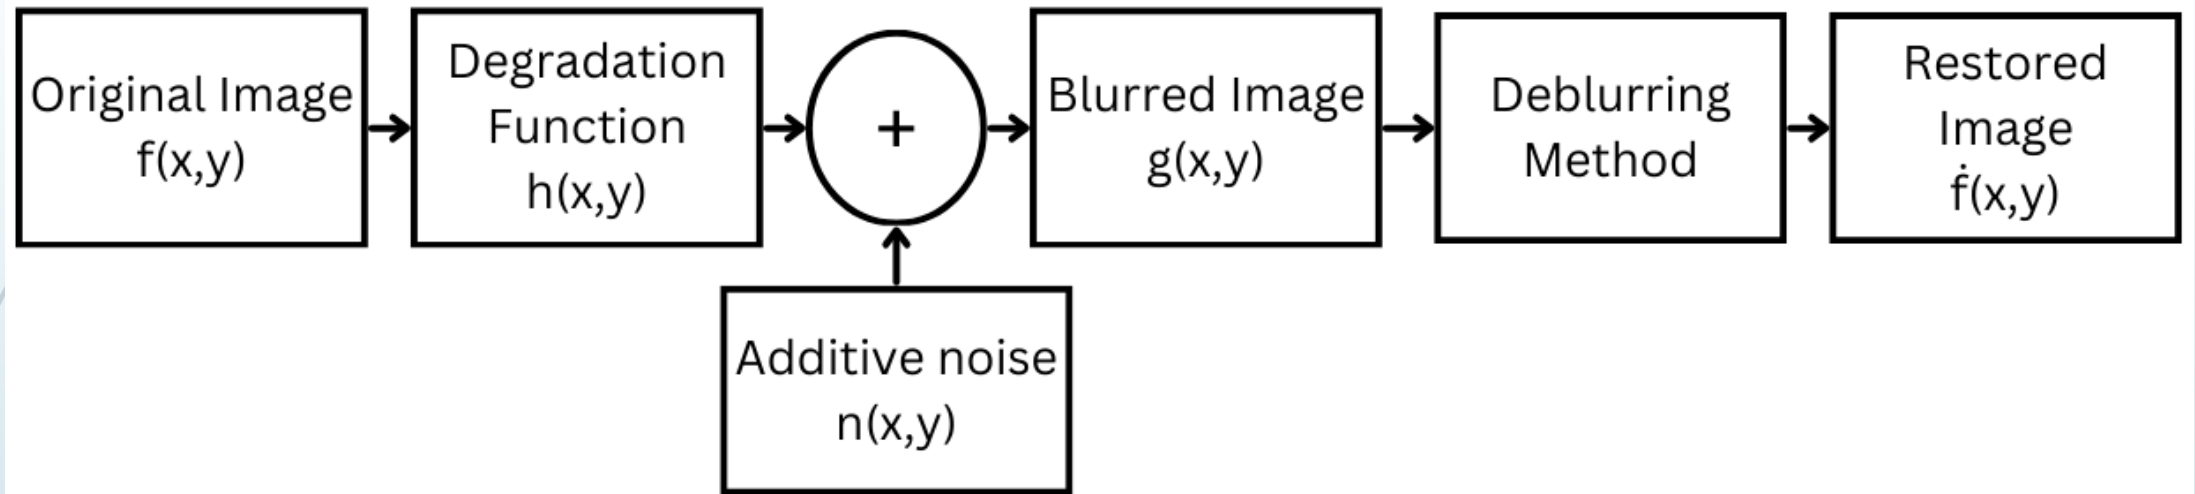 Original Image
f(x,y)
Degradation
Function
h(x,y)
+
Blurred Image
g(x,y)
Deblurring
Method
Restored
Image
ḟ(x,y)
Additive noise
n(x,y)